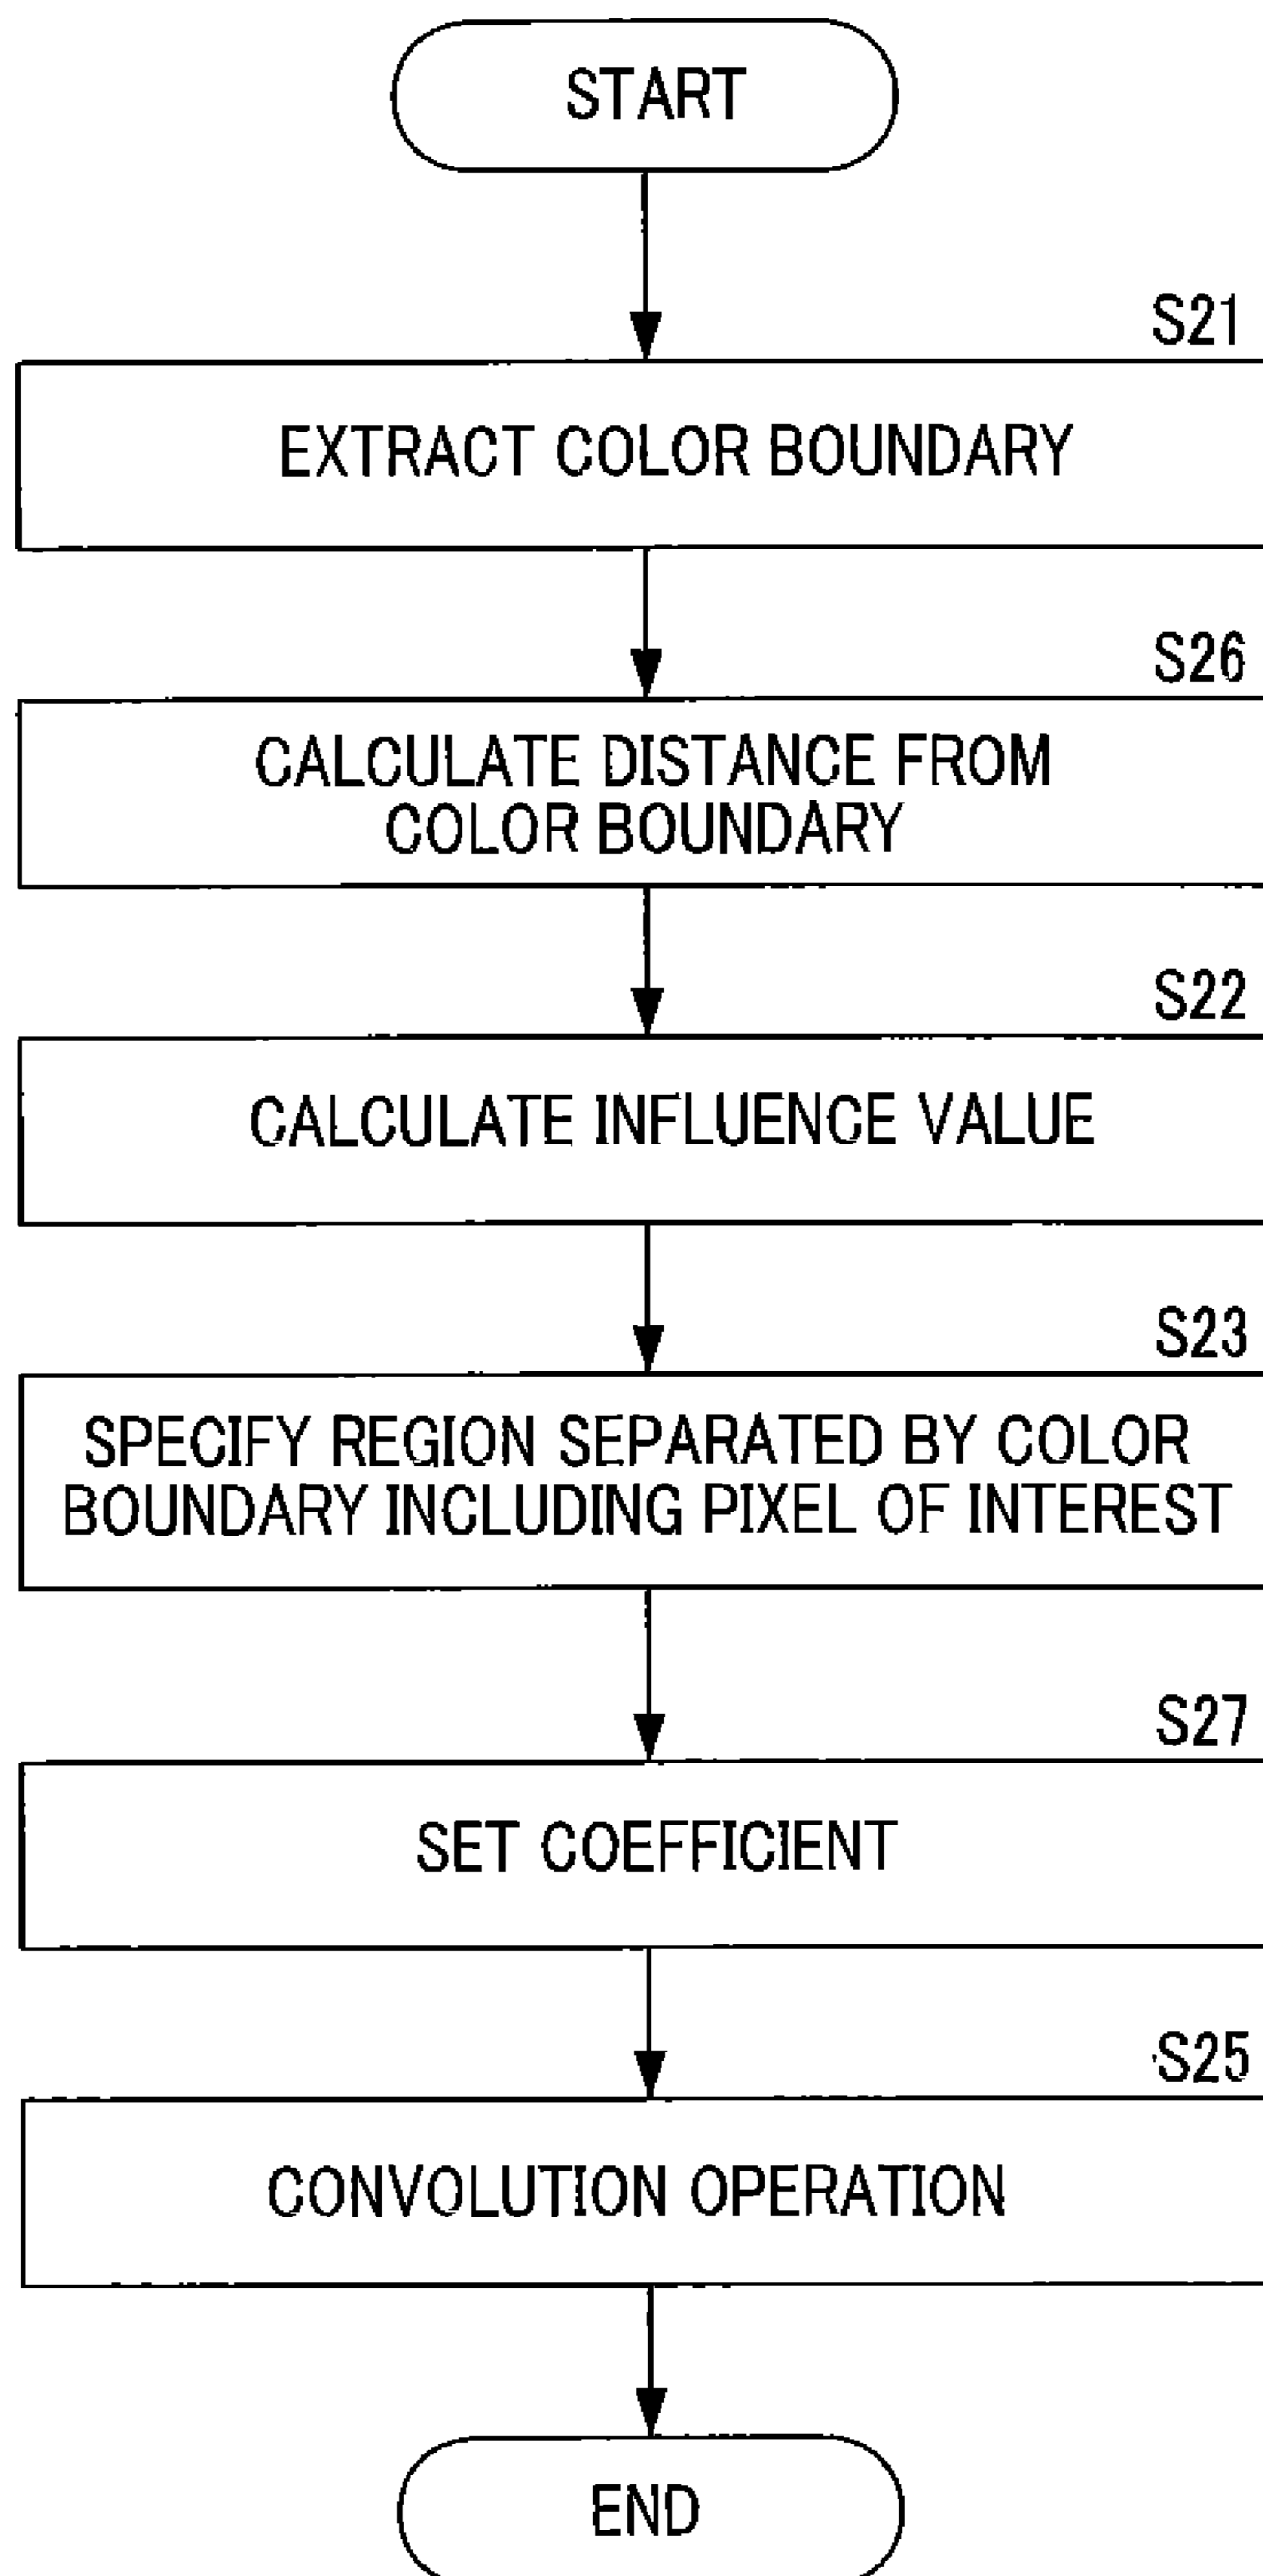 START
S21
EXTRACT COLOR BOUNDARY
S26
CALCULATE DISTANCE FROM
COLOR BOUNDARY
S22
CALCULATE INFLUENCE VALUE
S23
SPECIFY REGION SEPARATED BY COLOR
BOUNDARY INCLUDING PIXEL OF INTEREST
S27
SET COEFFICIENT
S25
CONVOLUTION OPERATION
END